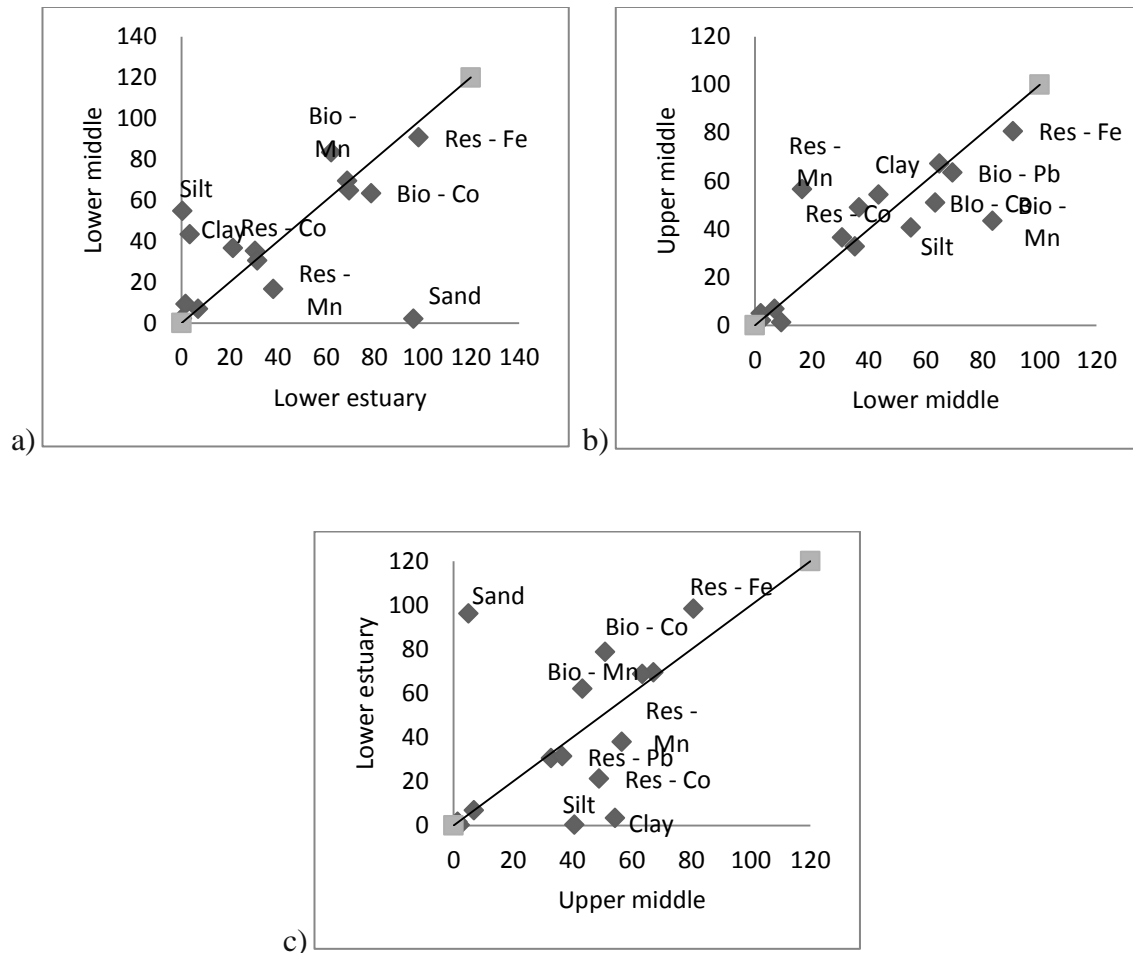 140
120
100
80
60
40
20
0
Lower middle
Bio -
Mn
Res - Fe
Silt
Bio - Co
Clay
Res - Co
Res -
Mn
Sand
0 20 40 60 80 100 120 140
Lower estuary
a)
120
100
80
60
40
20
0
Upper middle
Res -
Mn
Clay
Res - Fe
Bio - Pb
Res - Co
BIo - Co
Bio -
Mn
Silt
0 20 40 60 80 100 120
Lower middle
b)
120
100
80
60
40
20
0
Lower estuary
Sand
Res - Fe
Bio - Co
Bio - Mn
Res -
Mn
Res - Pb
Res - Co
Silt
Clay
0 20 40 60 80 100 120
Upper middle
c)